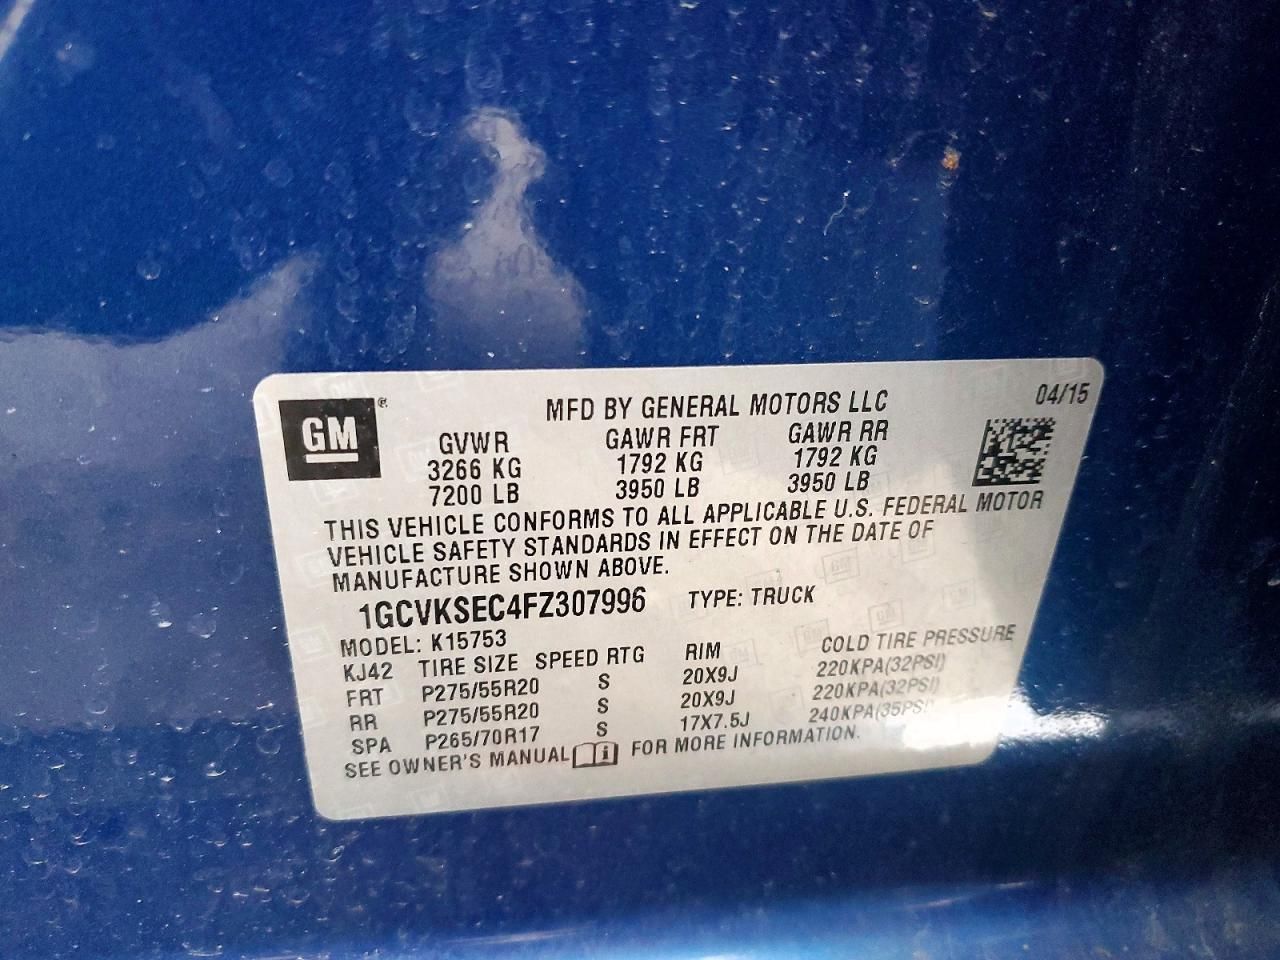 GM®
MFD BY GENERAL MOTORS LLC 04/15
GVWR GAWR FRT GAWR RR
3266 KG 1792 KG 1792 KG
7200 LB 3950 LB 3950 LB
THIS VEHICLE CONFORMS TO ALL APPLICABLE U.S. FEDERAL MOTOR
VEHICLE SAFETY STANDARDS IN EFFECT ON THE DATE OF
MANUFACTURE SHOWN ABOVE.
1GCVKSEC4FZ307996 TYPE: TRUCK
MODEL: K15753
KJ42 TIRE SIZE SPEED RTG RIM COLD TIRE PRESSURE
FRT P275/55R20 S 20X9J 220KPA(32PSI)
RR P275/55R20 S 20X9J 220KPA(32PSI)
SPA P265/70R17 S 17X7.5J 240KPA(35PSI)
SEE OWNER'S MANUAL FOR MORE INFORMATION.